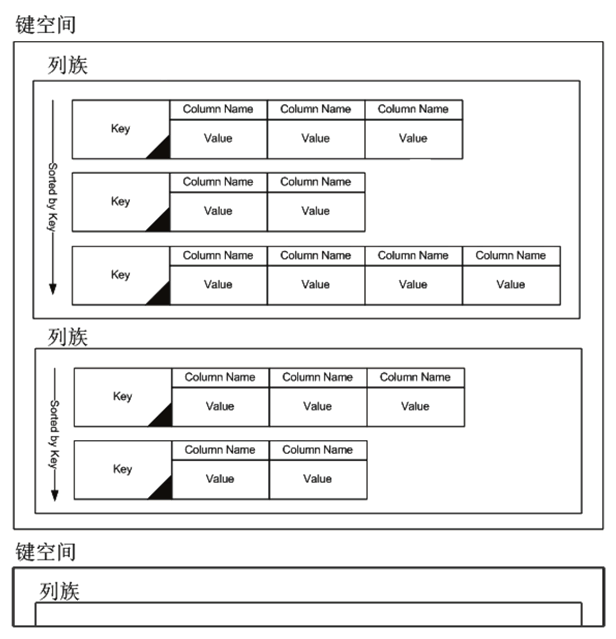 键空间
列族
Column Name Column Name Column Name
Key
Value Value Value
Column Name Column Name
Key
Value Value
Column Name Column Name Column Name Column Name
Key
Value Value Value Value
Sorted by Key
列族
Column Name Column Name Column Name
Key
Value Value Value
Column Name Column Name
Key
Value Value
Sorted by Key
键空间
列族